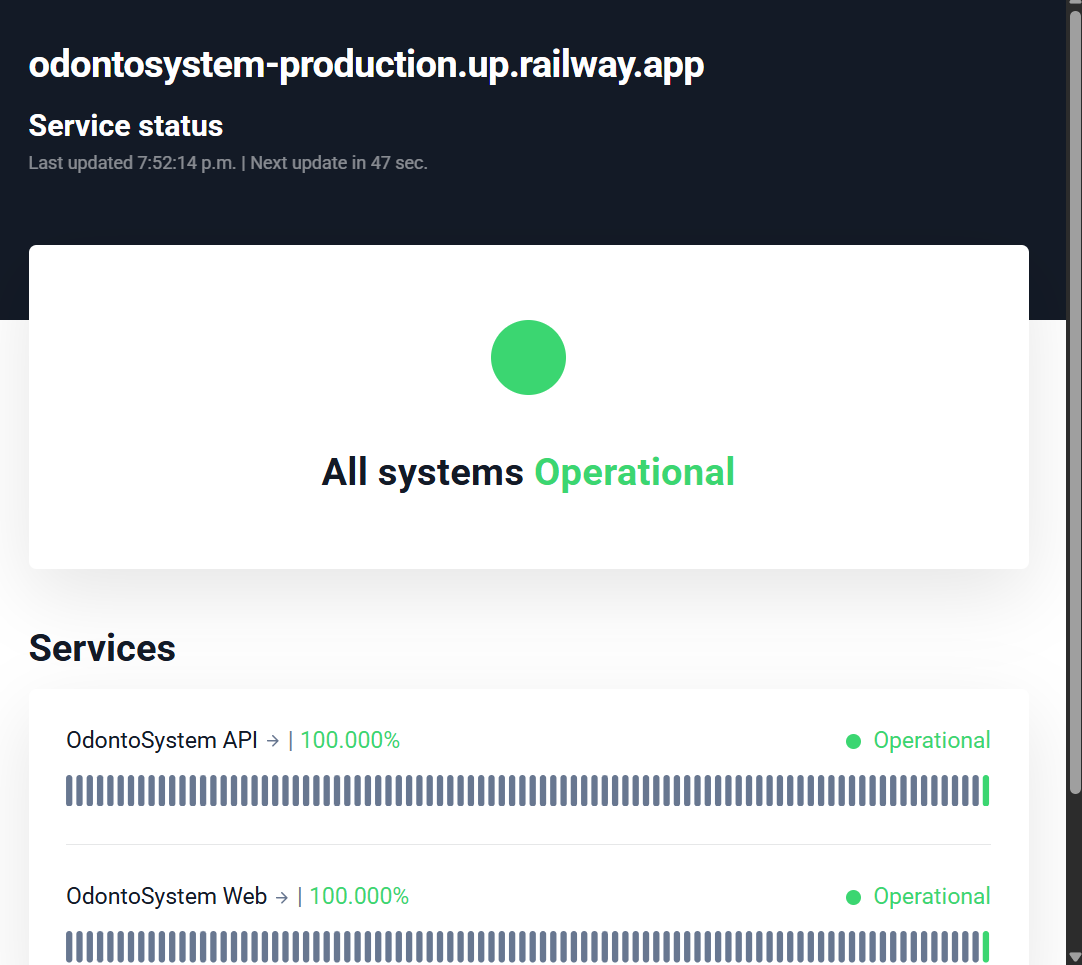 odontosystem-production.up.railway.app
Service status
Last updated 7:52:14 p.m. | Next update in 47 sec.
All systems Operational
Services
OdontoSystem API → | 100.000% Operational
OdontoSystem Web → | 100.000% Operational